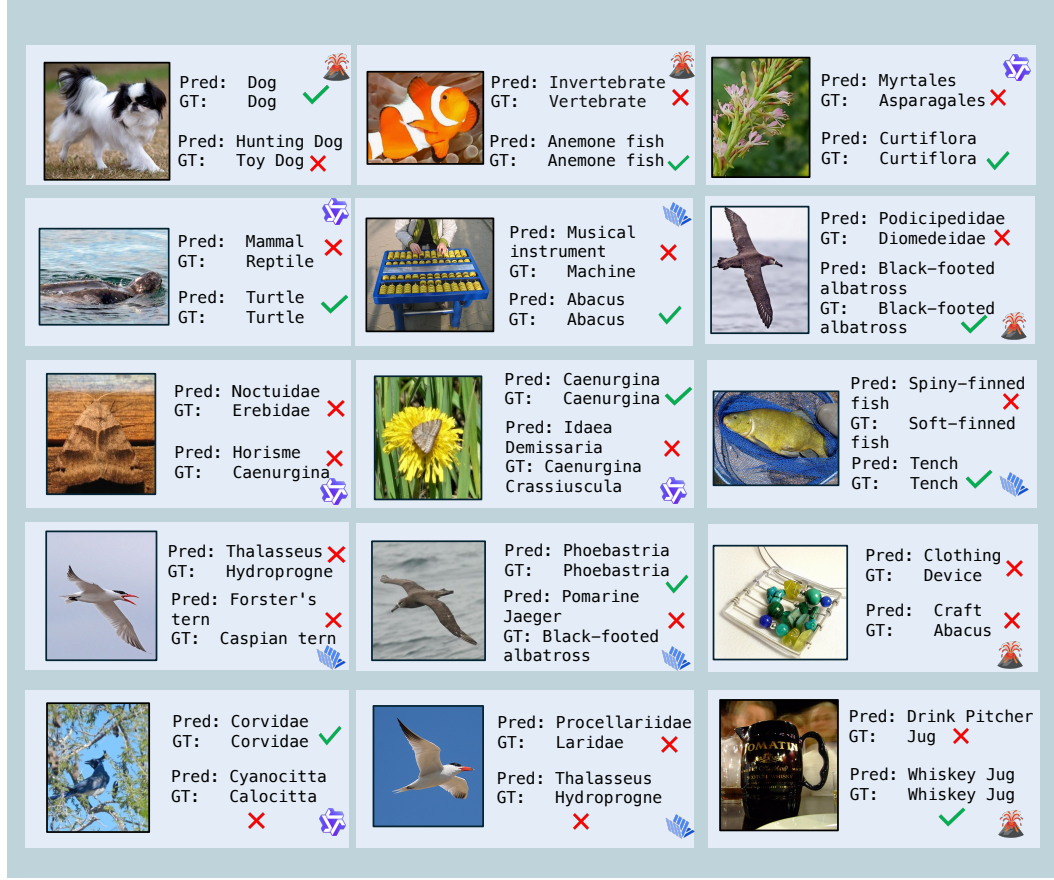 Pred: Dog
GT: Dog
Pred: Hunting Dog
GT: Toy Dog
Pred: Invertebrate
GT: Vertebrate
Pred: Anemone fish
GT: Anemone fish
Pred: Myrtales
GT: Asparagales
Pred: Curtiflora
GT: Curtiflora
Pred: Mammal
GT: Reptile
Pred: Turtle
GT: Turtle
Pred: Musical
instrument
GT: Machine
Pred: Abacus
GT: Abacus
Pred: Podicipedidae
GT: Diomedeidae
Pred: Black-footed
albatross
GT: Black-footed
albatross
Pred: Noctuidae
GT: Erebidae
Pred: Horisme
GT: Caenurgina
Pred: Caenurgina
GT: Caenurgina
Pred: Idaea
Demissaria
GT: Caenurgina
Crassiuscula
Pred: Spiny-finned
fish
GT: Soft-finned
fish
Pred: Tench
GT: Tench
Pred: Thalasseus
GT: Hydroprogne
Pred: Forster's
tern
GT: Caspian tern
Pred: Phoebastria
GT: Phoebastria
Pred: Pomarine
Jaeger
GT: Black-footed
albatross
Pred: Clothing
GT: Device
Pred: Craft
GT: Abacus
Pred: Corvidae
GT: Corvidae
Pred: Cyanocitta
GT: Calocitta
Pred: Procellariidae
GT: Laridae
Pred: Thalasseus
GT: Hydroprogne
TOMATIN
Pred: Drink Pitcher
GT: Jug
Pred: Whiskey Jug
GT: Whiskey Jug